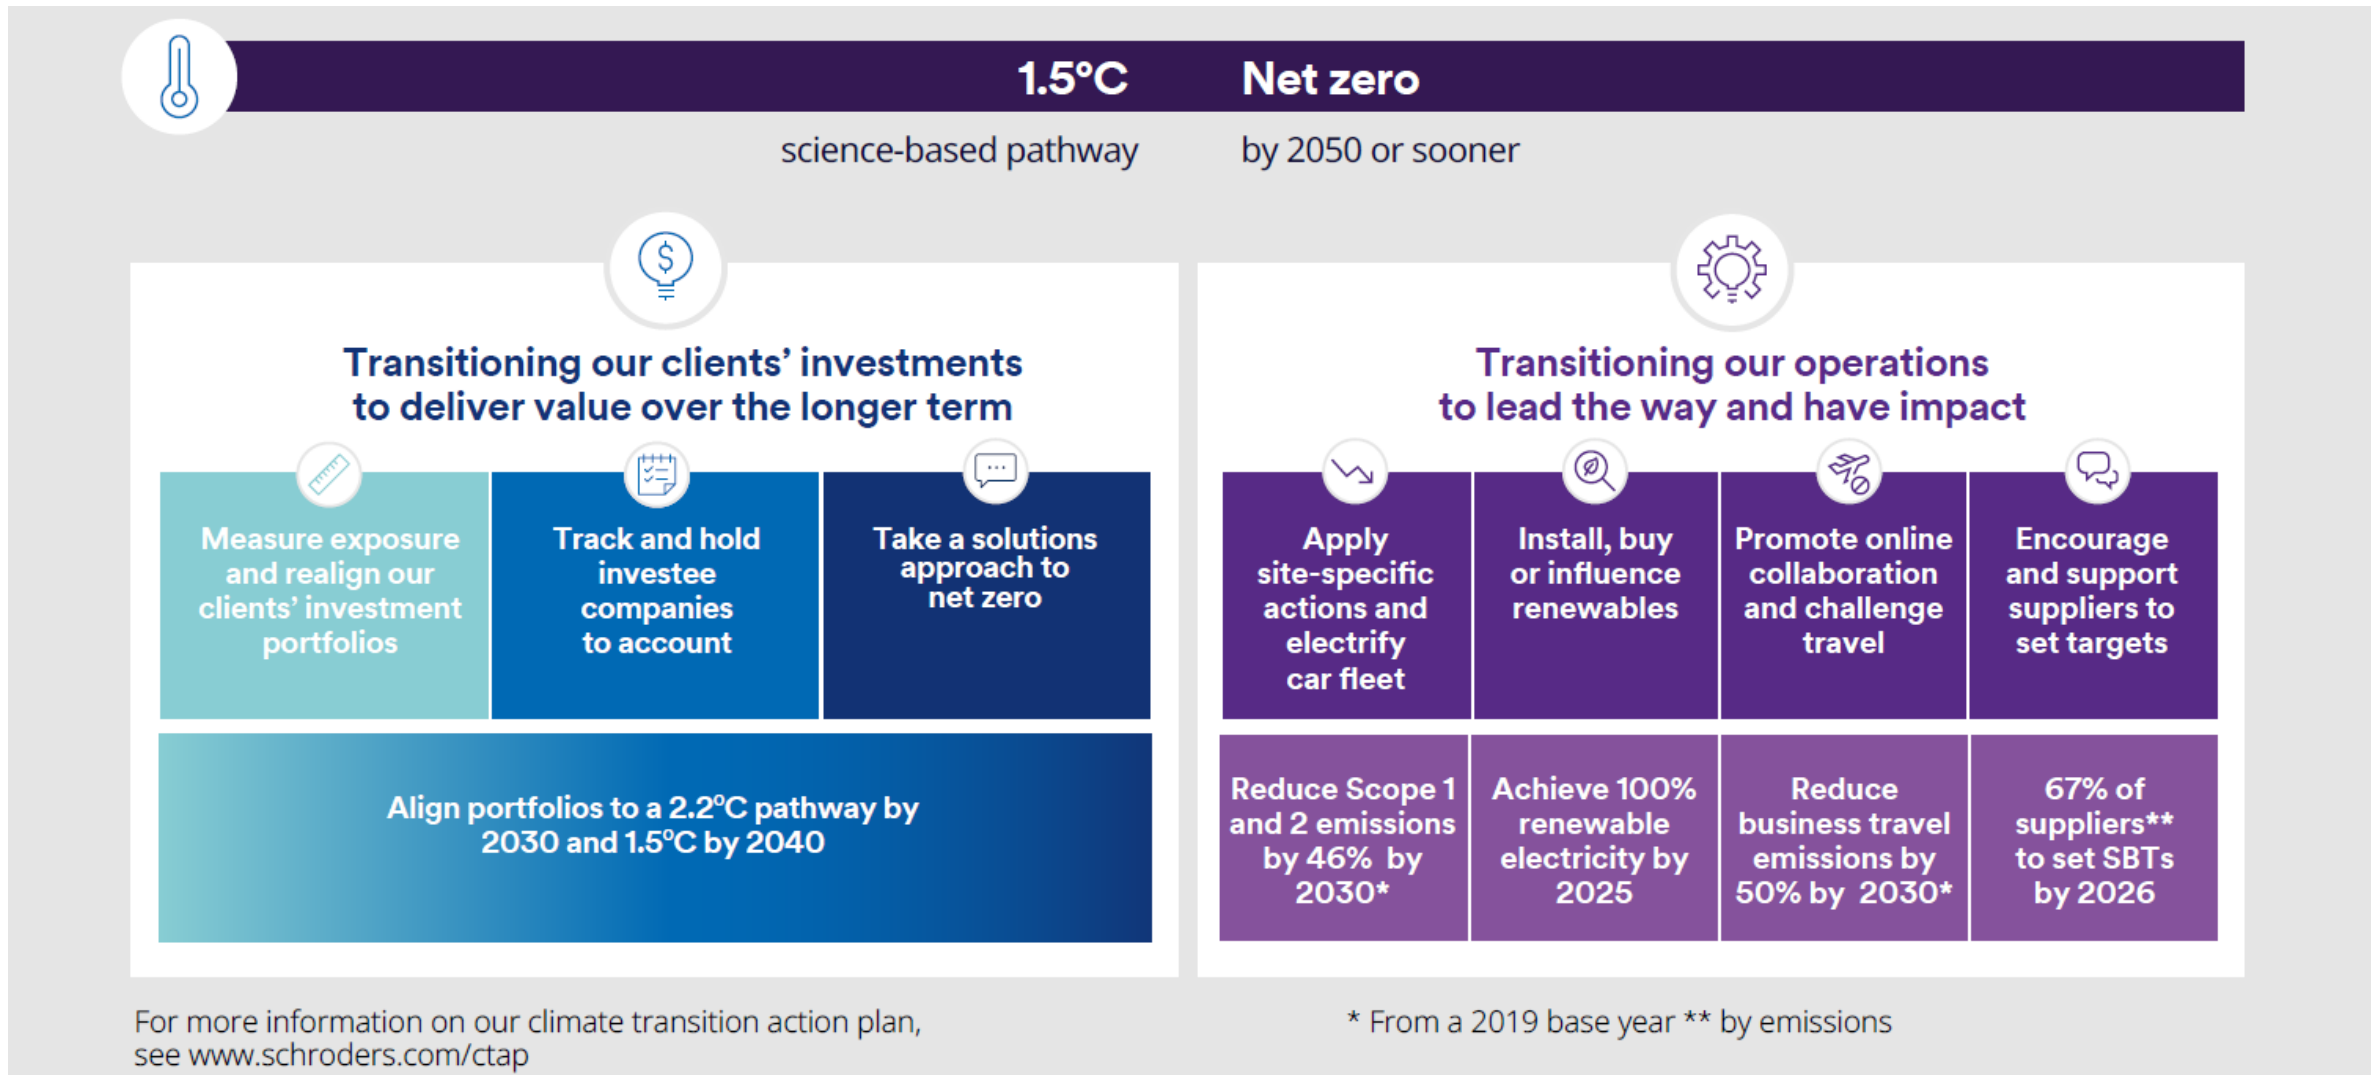 1.5°C
Net zero
science-based pathway
by 2050 or sooner
Transitioning our clients’ investments
to deliver value over the longer term
Measure exposure
and realign our
clients’ investment
portfolios
Track and hold
investee
companies
to account
Take a solutions
approach to
net zero
Align portfolios to a 2.2°C pathway by
2030 and 1.5°C by 2040
Transitioning our operations
to lead the way and have impact
Apply
site-specific
actions and
electrify
car fleet
Install, buy
or influence
renewables
Promote online
collaboration
and challenge
travel
Encourage
and support
suppliers to
set targets
Reduce Scope 1
and 2 emissions
by 46% by
2030*
Achieve 100%
renewable
electricity by
2025
Reduce
business travel
emissions by
50% by 2030*
67% of
suppliers**
to set SBTs
by 2026
For more information on our climate transition action plan,
see www.schroders.com/ctap
* From a 2019 base year ** by emissions